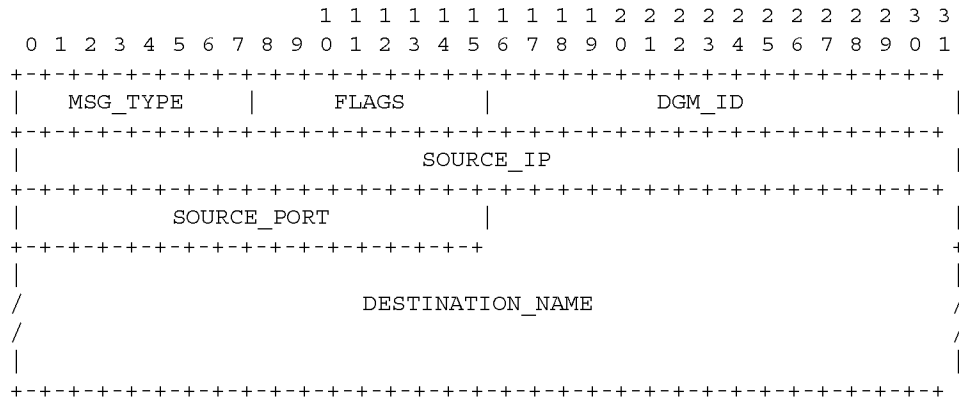 1 1 1 1 1 1 1 1 1 1 2 2 2 2 2 2 2 2 2 2 3 3
 0 1 2 3 4 5 6 7 8 9 0 1 2 3 4 5 6 7 8 9 0 1 2 3 4 5 6 7 8 9 0 1
+-+-+-+-+-+-+-+-+-+-+-+-+-+-+-+-+-+-+-+-+-+-+-+-+-+-+-+-+-+-+-+-+
|   MSG_TYPE    |     FLAGS     |           DGM_ID              |
+-+-+-+-+-+-+-+-+-+-+-+-+-+-+-+-+-+-+-+-+-+-+-+-+-+-+-+-+-+-+-+-+
|                           SOURCE_IP                           |
+-+-+-+-+-+-+-+-+-+-+-+-+-+-+-+-+-+-+-+-+-+-+-+-+-+-+-+-+-+-+-+-+
|          SOURCE_PORT          |                               |
+-+-+-+-+-+-+-+-+-+-+-+-+-+-+-+-+                               +
|                                                               |
/                       DESTINATION_NAME                        /
/                                                               /
|                                                               |
+-+-+-+-+-+-+-+-+-+-+-+-+-+-+-+-+-+-+-+-+-+-+-+-+-+-+-+-+-+-+-+-+